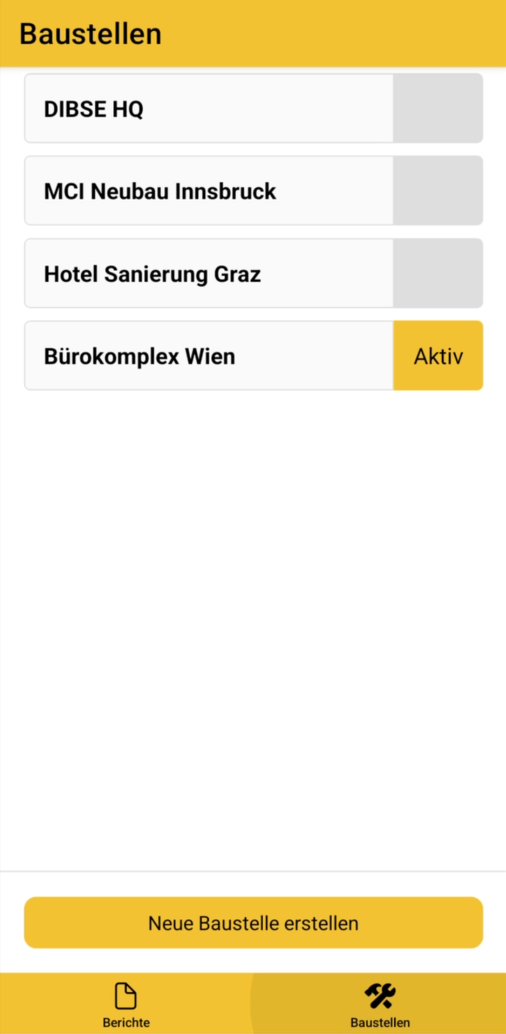 Baustellen
DIBSE HQ
MCI Neubau Innsbruck
Hotel Sanierung Graz
Bürokomplex Wien
Aktiv
Neue Baustelle erstellen
Berichte
Baustellen